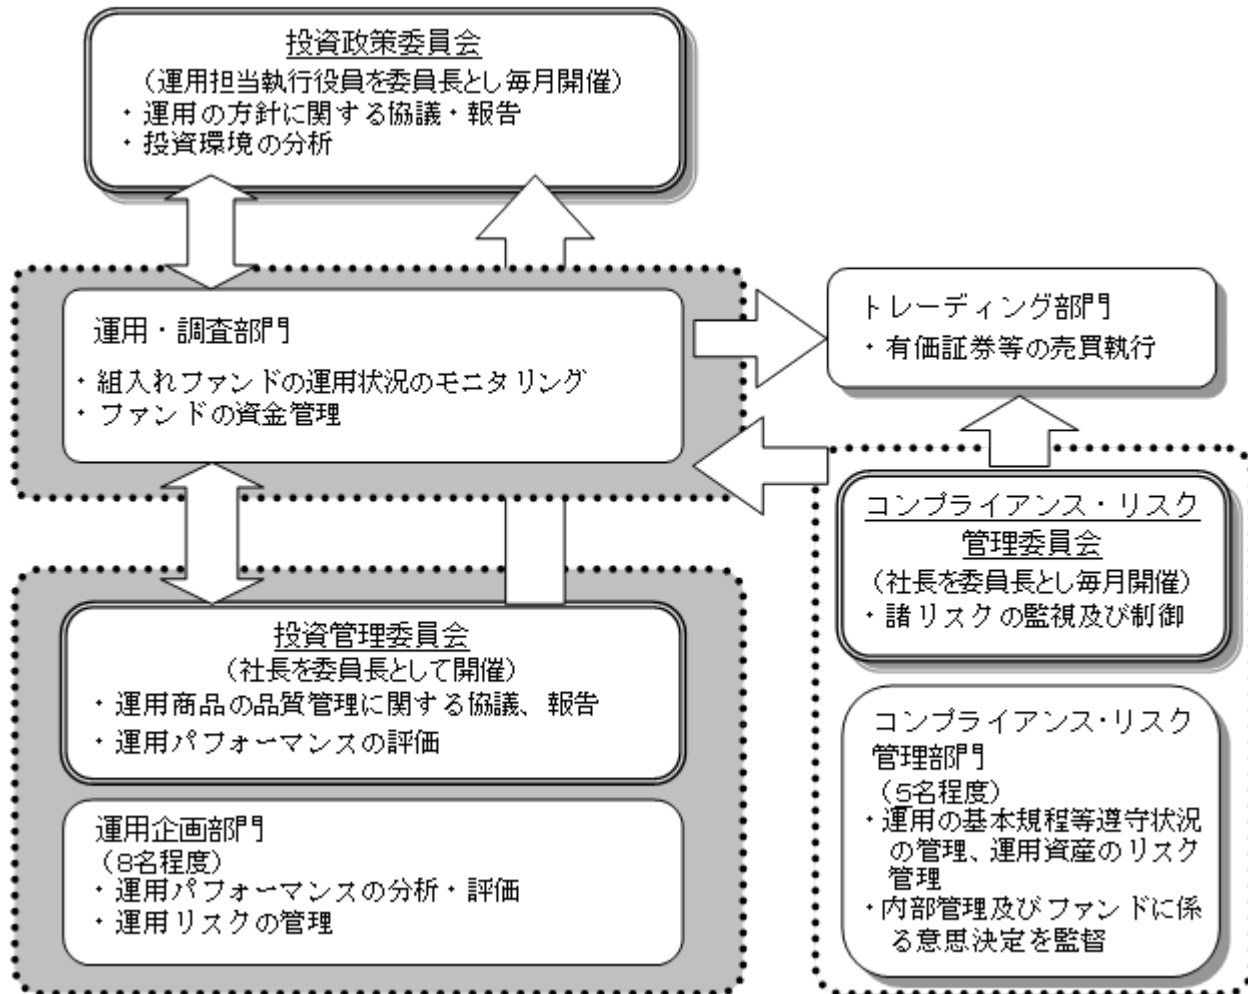 投資政策委員会
（運用担当執行役員を委員長とし毎月開催）
・運用の方針に関する協議・報告
・投資環境の分析
運用・調査部門
・組入れファンドの運用状況のモニタリング
・ファンドの資金管理
トレーディング部門
・有価証券等の売買執行
コンプライアンス・リスク
管理委員会
（社長を委員長とし毎月開催）
・諸リスクの監視及び制御
投資管理委員会
（社長を委員長として開催）
・運用商品の品質管理に関する協議、報告
・運用パフォーマンスの評価
運用企画部門
（8名程度）
・運用パフォーマンスの分析・評価
・運用リスクの管理
コンプライアンス・リスク
管理部門
（5名程度）
・運用の基本規程等遵守状況
の管理、運用資産のリスク
管理
・内部管理及びファンドに係
る意思決定を監督